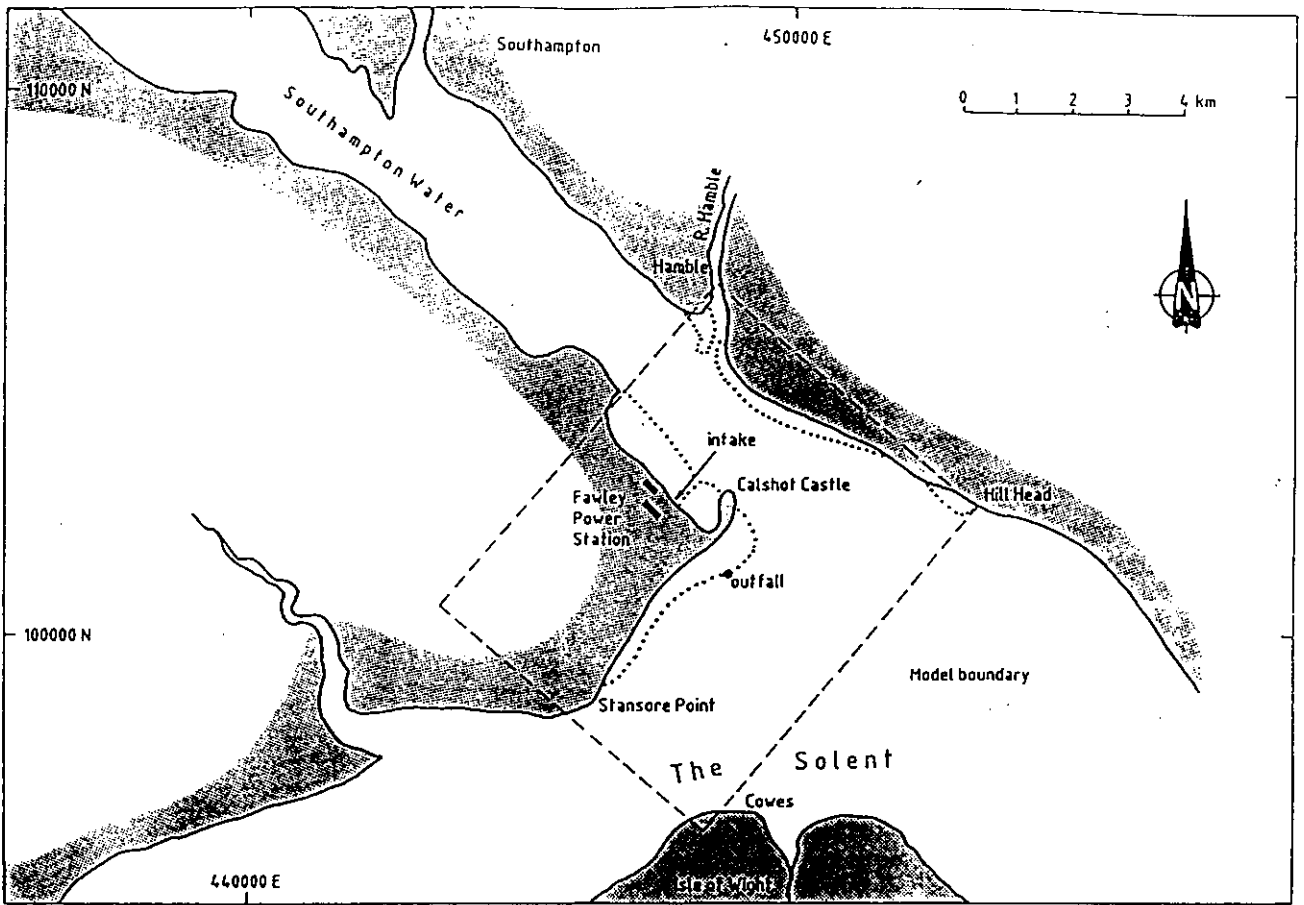 450000 E
Southampton
110000 N
0 1 2 3 4 km
Southampton Water
R. Hamble
Hamble
N
intake
Calshot Castle
Hill Head
Fawley
Power
Station
outfall
100000 N
Model boundary
Stansore Point
The Solent
Cowes
440000 E
Isle of Wight